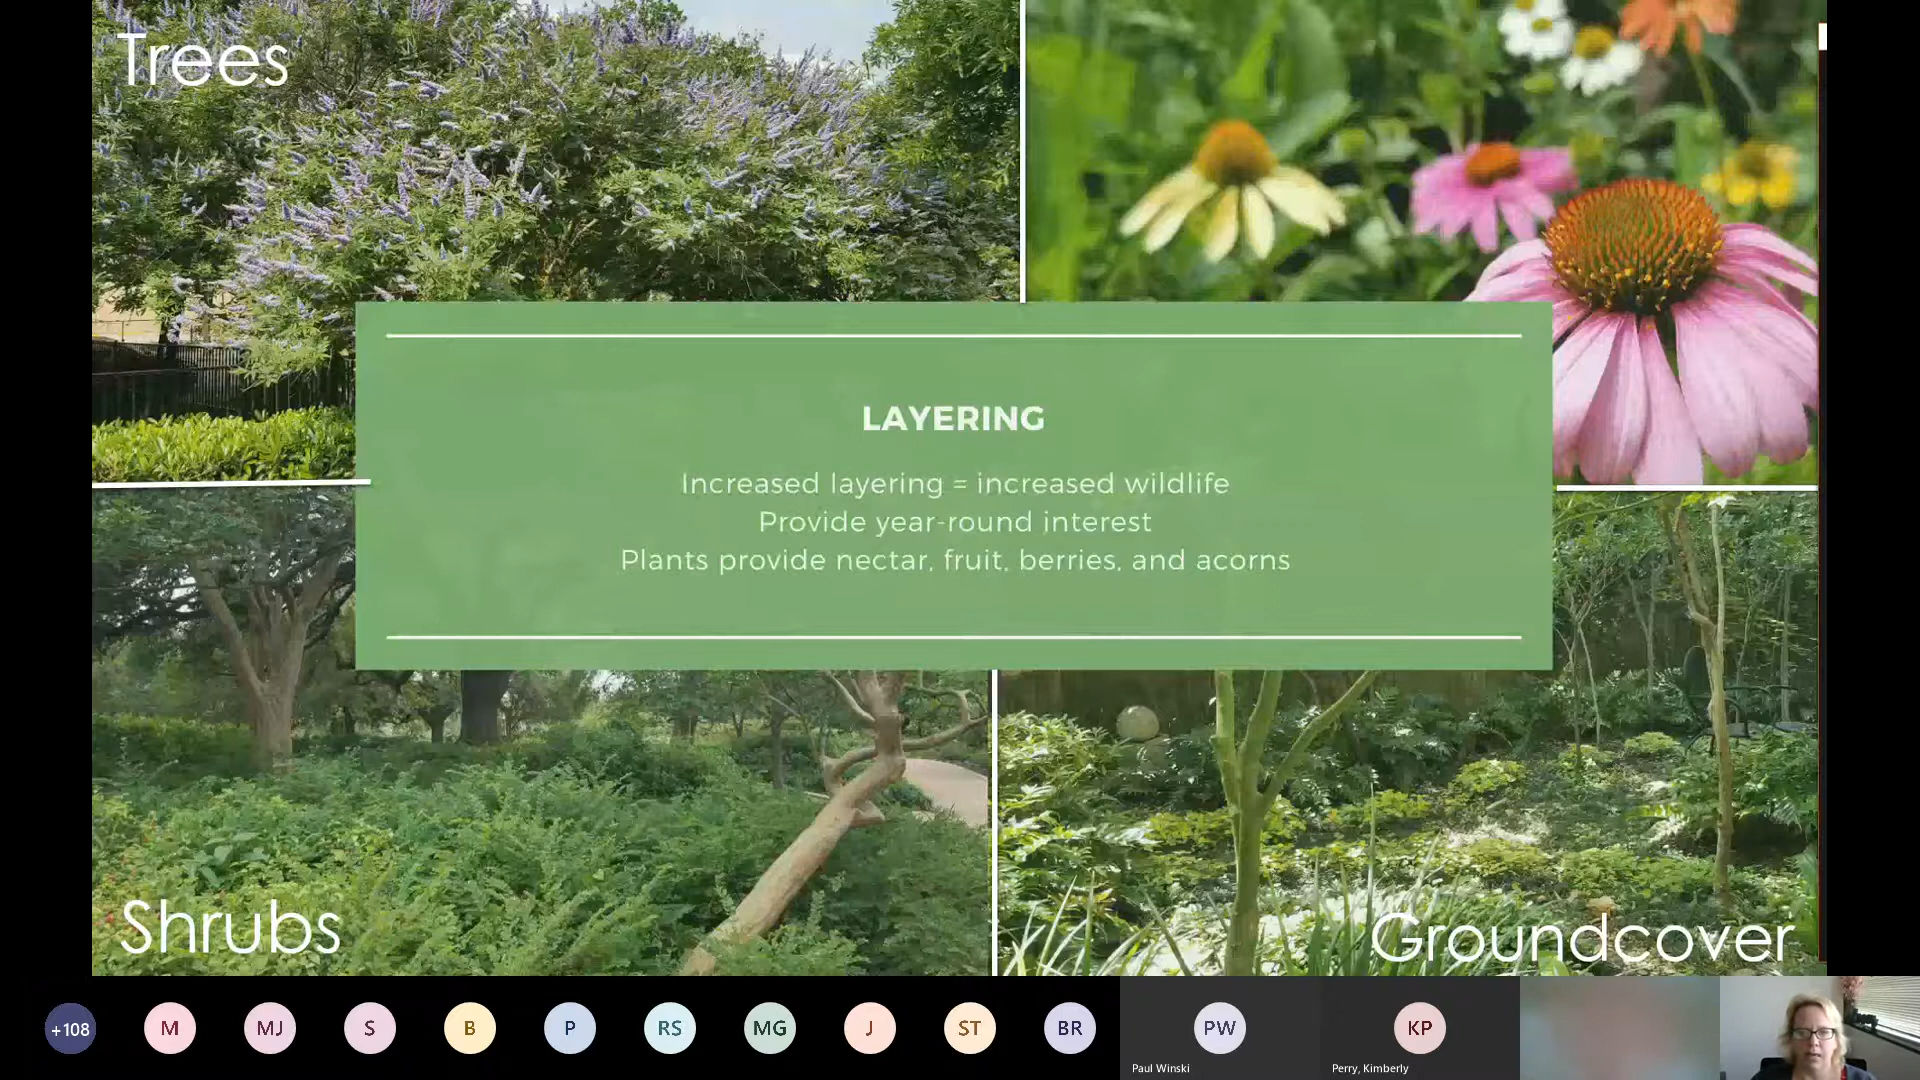 Trees
LAYERING
Increased layering = increased wildlife
Provide year-round interest
Plants provide nectar, fruit, berries, and acorns
Shrubs
Groundcover
+108
M
MJ
S
B
P
RS
MG
J
ST
BR
PW
KP
Paul Winski
Perry, Kimberly